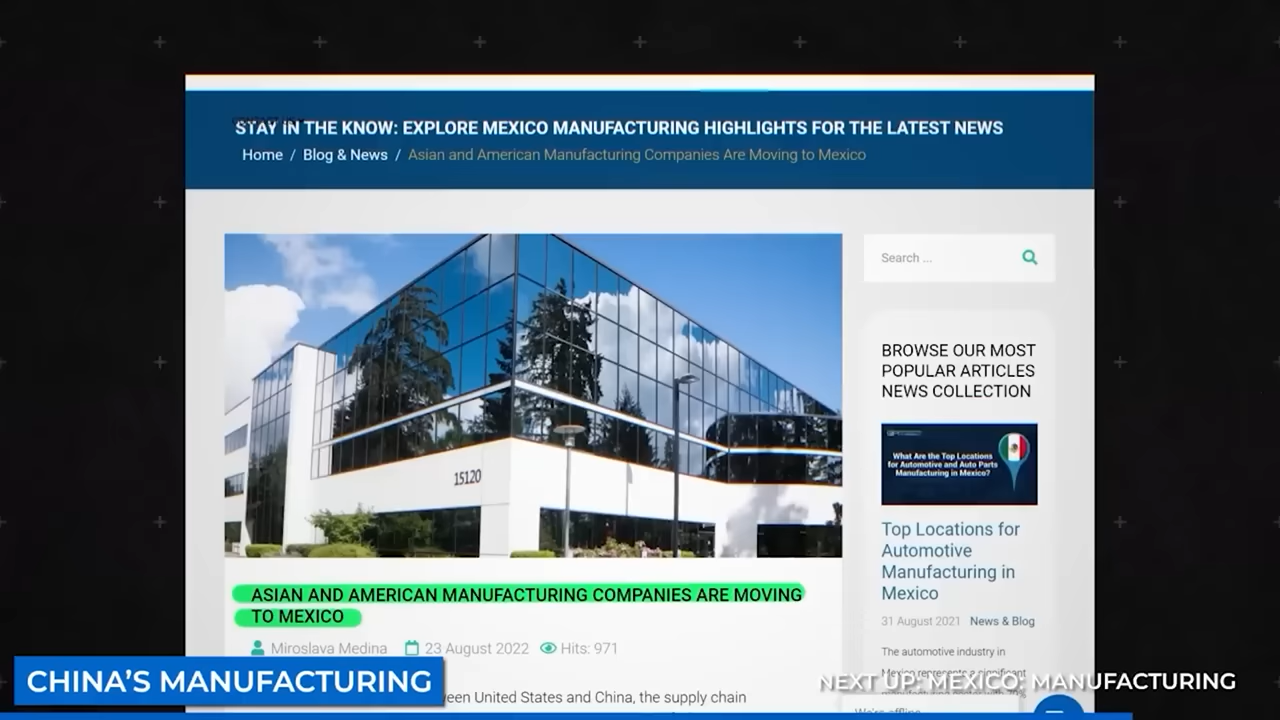 STAY IN THE KNOW: EXPLORE MEXICO MANUFACTURING HIGHLIGHTS FOR THE LATEST NEWS
Home / Blog & News / Asian and American Manufacturing Companies Are Moving to Mexico
Search ...
15120
BROWSE OUR MOST
POPULAR ARTICLES
NEWS COLLECTION
What Are the Top Locations
for Automotive and Auto Parts
Manufacturing in Mexico?
Top Locations for
Automotive
Manufacturing in
Mexico
31 August 2021 News & Blog
The automotive industry in
Mexico represents a significant
ASIAN AND AMERICAN MANUFACTURING COMPANIES ARE MOVING
TO MEXICO
Miroslava Medina 23 August 2022 Hits: 971
United States and China, the supply chain
We're offline
CHINA'S MANUFACTURING
NEXT UP: MEXICO' MANUFACTURING